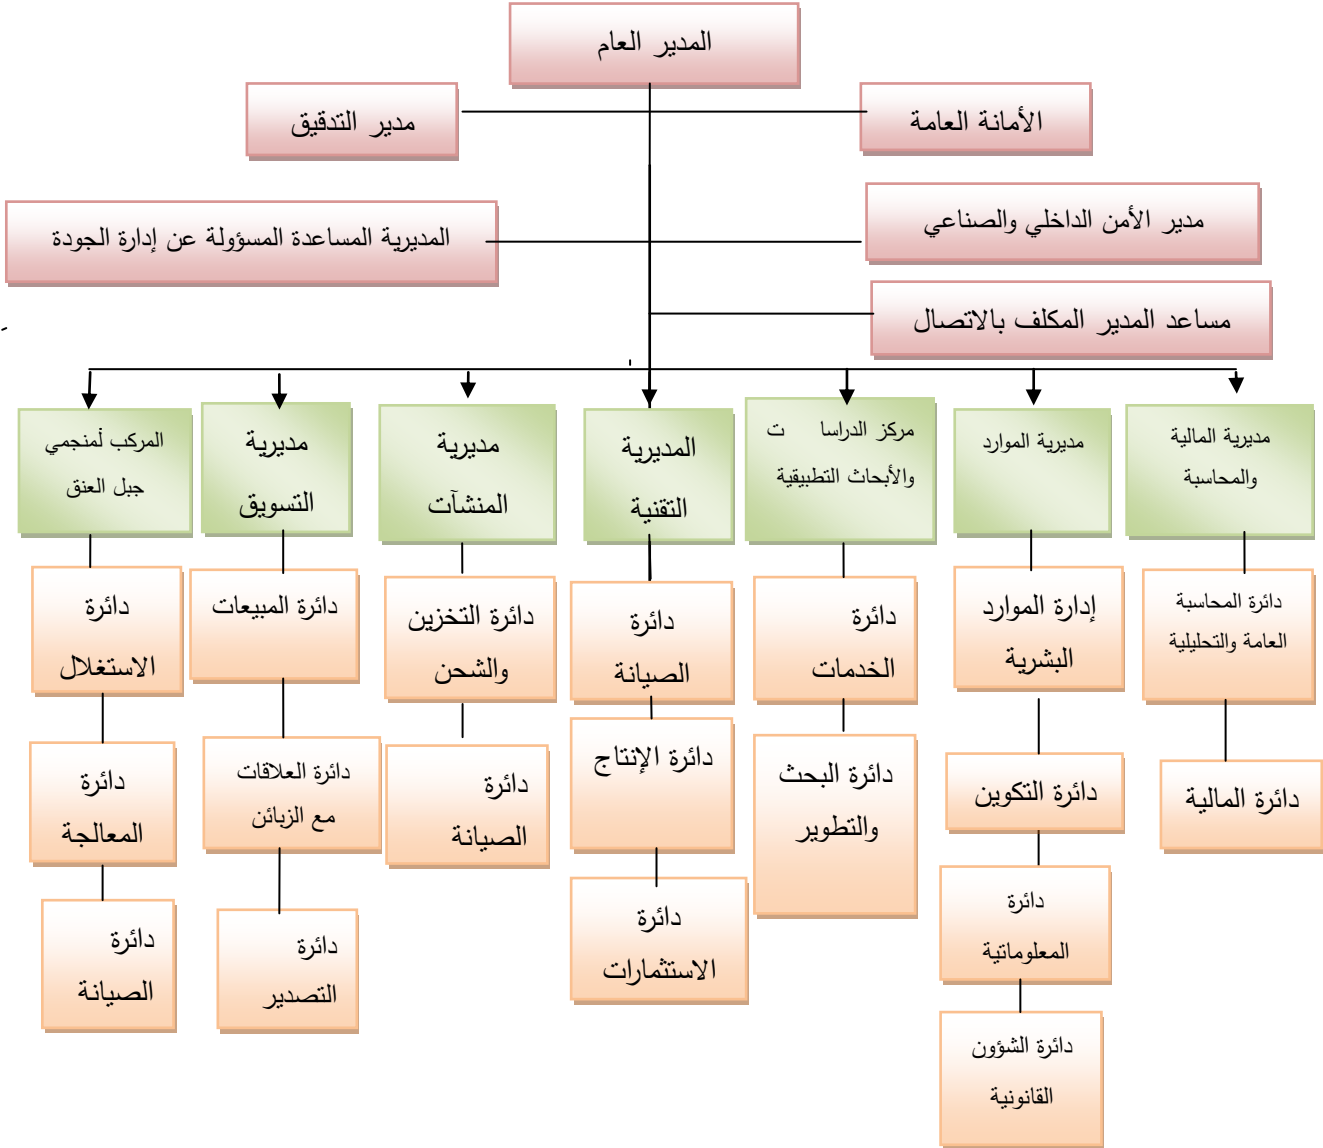 المدير العام
الأمانة العامة
مدير التدقيق
مدير الأمن الداخلي والصناعي
المديرية المساعدة المسؤولة عن إدارة الجودة
مساعد المدير المكلف بالاتصال
مديرية المالية
والمحاسبة
مديرية الموارد
مركز الدراسا ت
والأبحاث التطبيقية
المديرية
التقنية
مديرية
المنشآت
مديرية
التسويق
المركب لمنجمي
جبل العنق
دائرة المحاسبة
العامة والتحليلية
إدارة الموارد
البشرية
دائرة
الخدمات
دائرة
الصيانة
دائرة التخزين
والشحن
دائرة المبيعات
دائرة
الاستغلال
دائرة المالية
دائرة التكوين
دائرة البحث
والتطوير
دائرة الإنتاج
دائرة
الصيانة
دائرة العلاقات
مع الزبائن
دائرة
المعالجة
دائرة
المعلوماتية
دائرة
الاستثمارات
دائرة
التصدير
دائرة
الصيانة
دائرة الشؤون
القانونية